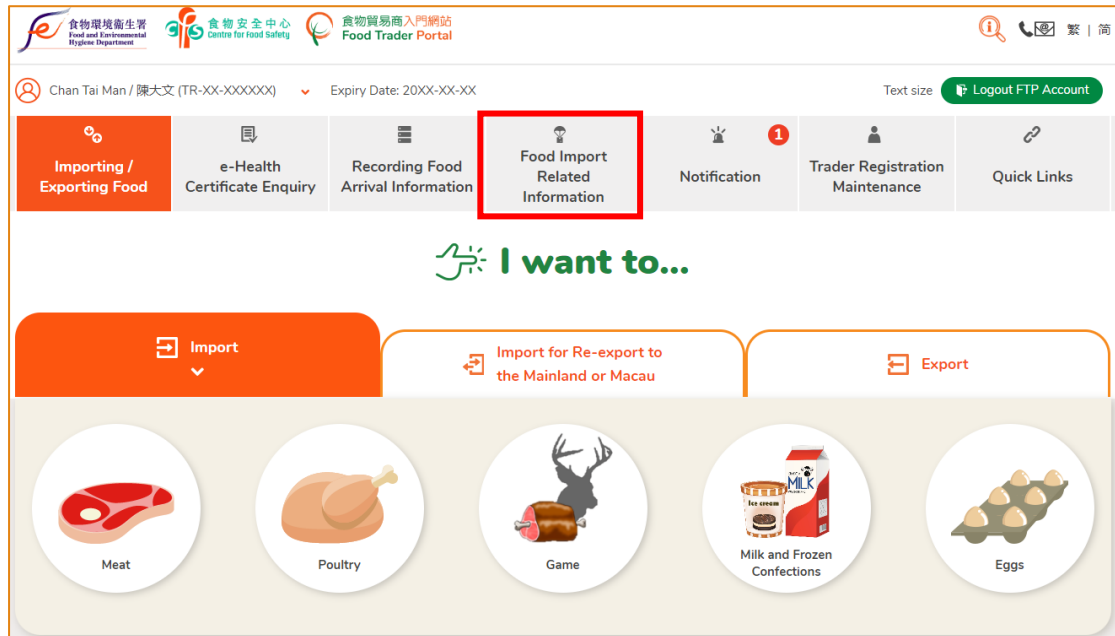 食物環境衞生署
Food and Environmental
Hygiene Department
食物安全中心
Centre for Food Safety
食物貿易商入門網站
Food Trader Portal
繁 | 简
Chan Tai Man / 陳大文 (TR-XX-XXXXXX)
Expiry Date: 20XX-XX-XX
Text size
Logout FTP Account
Importing /
Exporting Food
e-Health
Certificate Enquiry
Recording Food
Arrival Information
Food Import
Related
Information
1
Notification
Trader Registration
Maintenance
Quick Links
I want to...
Import
Import for Re-export to
the Mainland or Macau
Export
Meat
Poultry
Game
ice cream
MILK
Milk and Frozen
Confections
Eggs